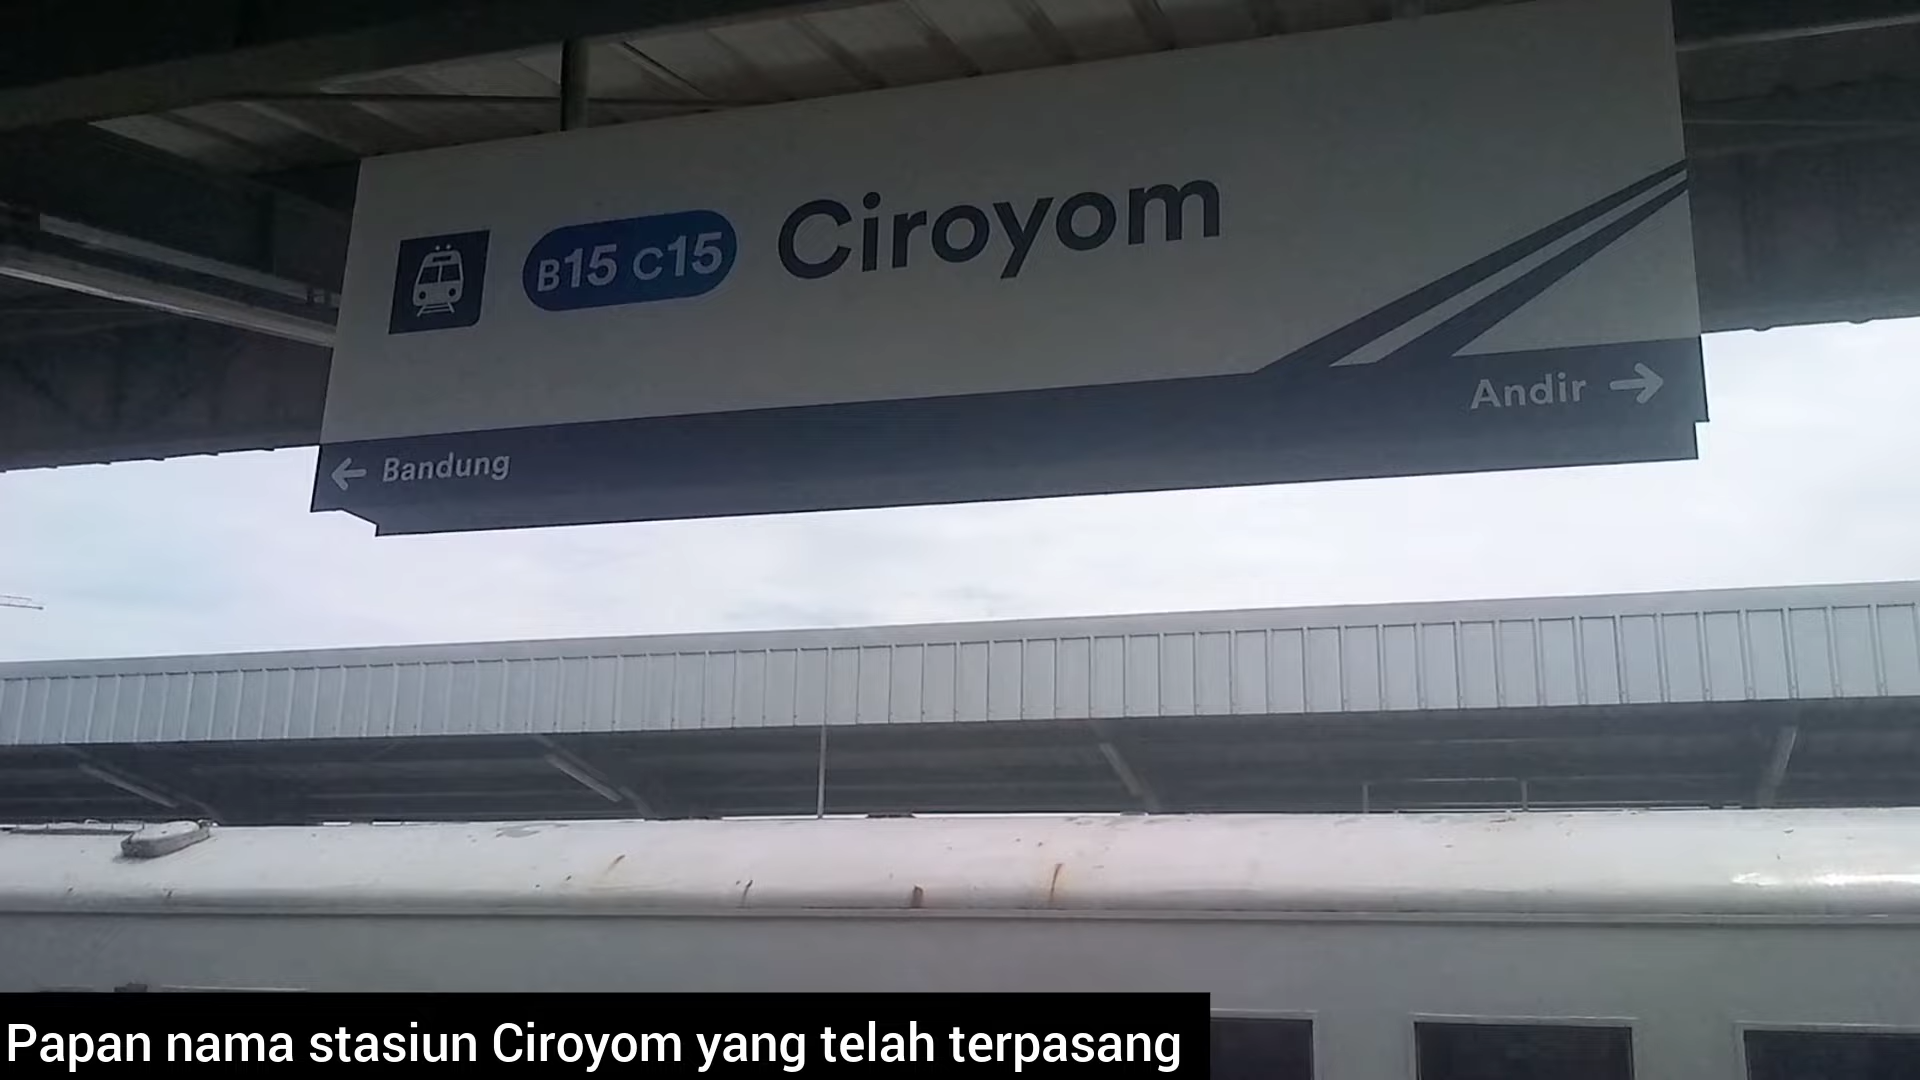 B15 C15 Ciroyom
Andir →
← Bandung
Papan nama stasiun Ciroyom yang telah terpasang